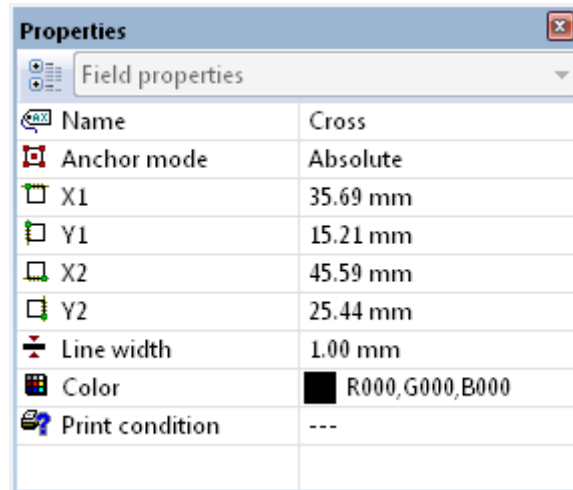 Properties
Field properties
Name Cross
Anchor mode Absolute
X1 35.69 mm
Y1 15.21 mm
X2 45.59 mm
Y2 25.44 mm
Line width 1.00 mm
Color R000,G000,B000
Print condition ---